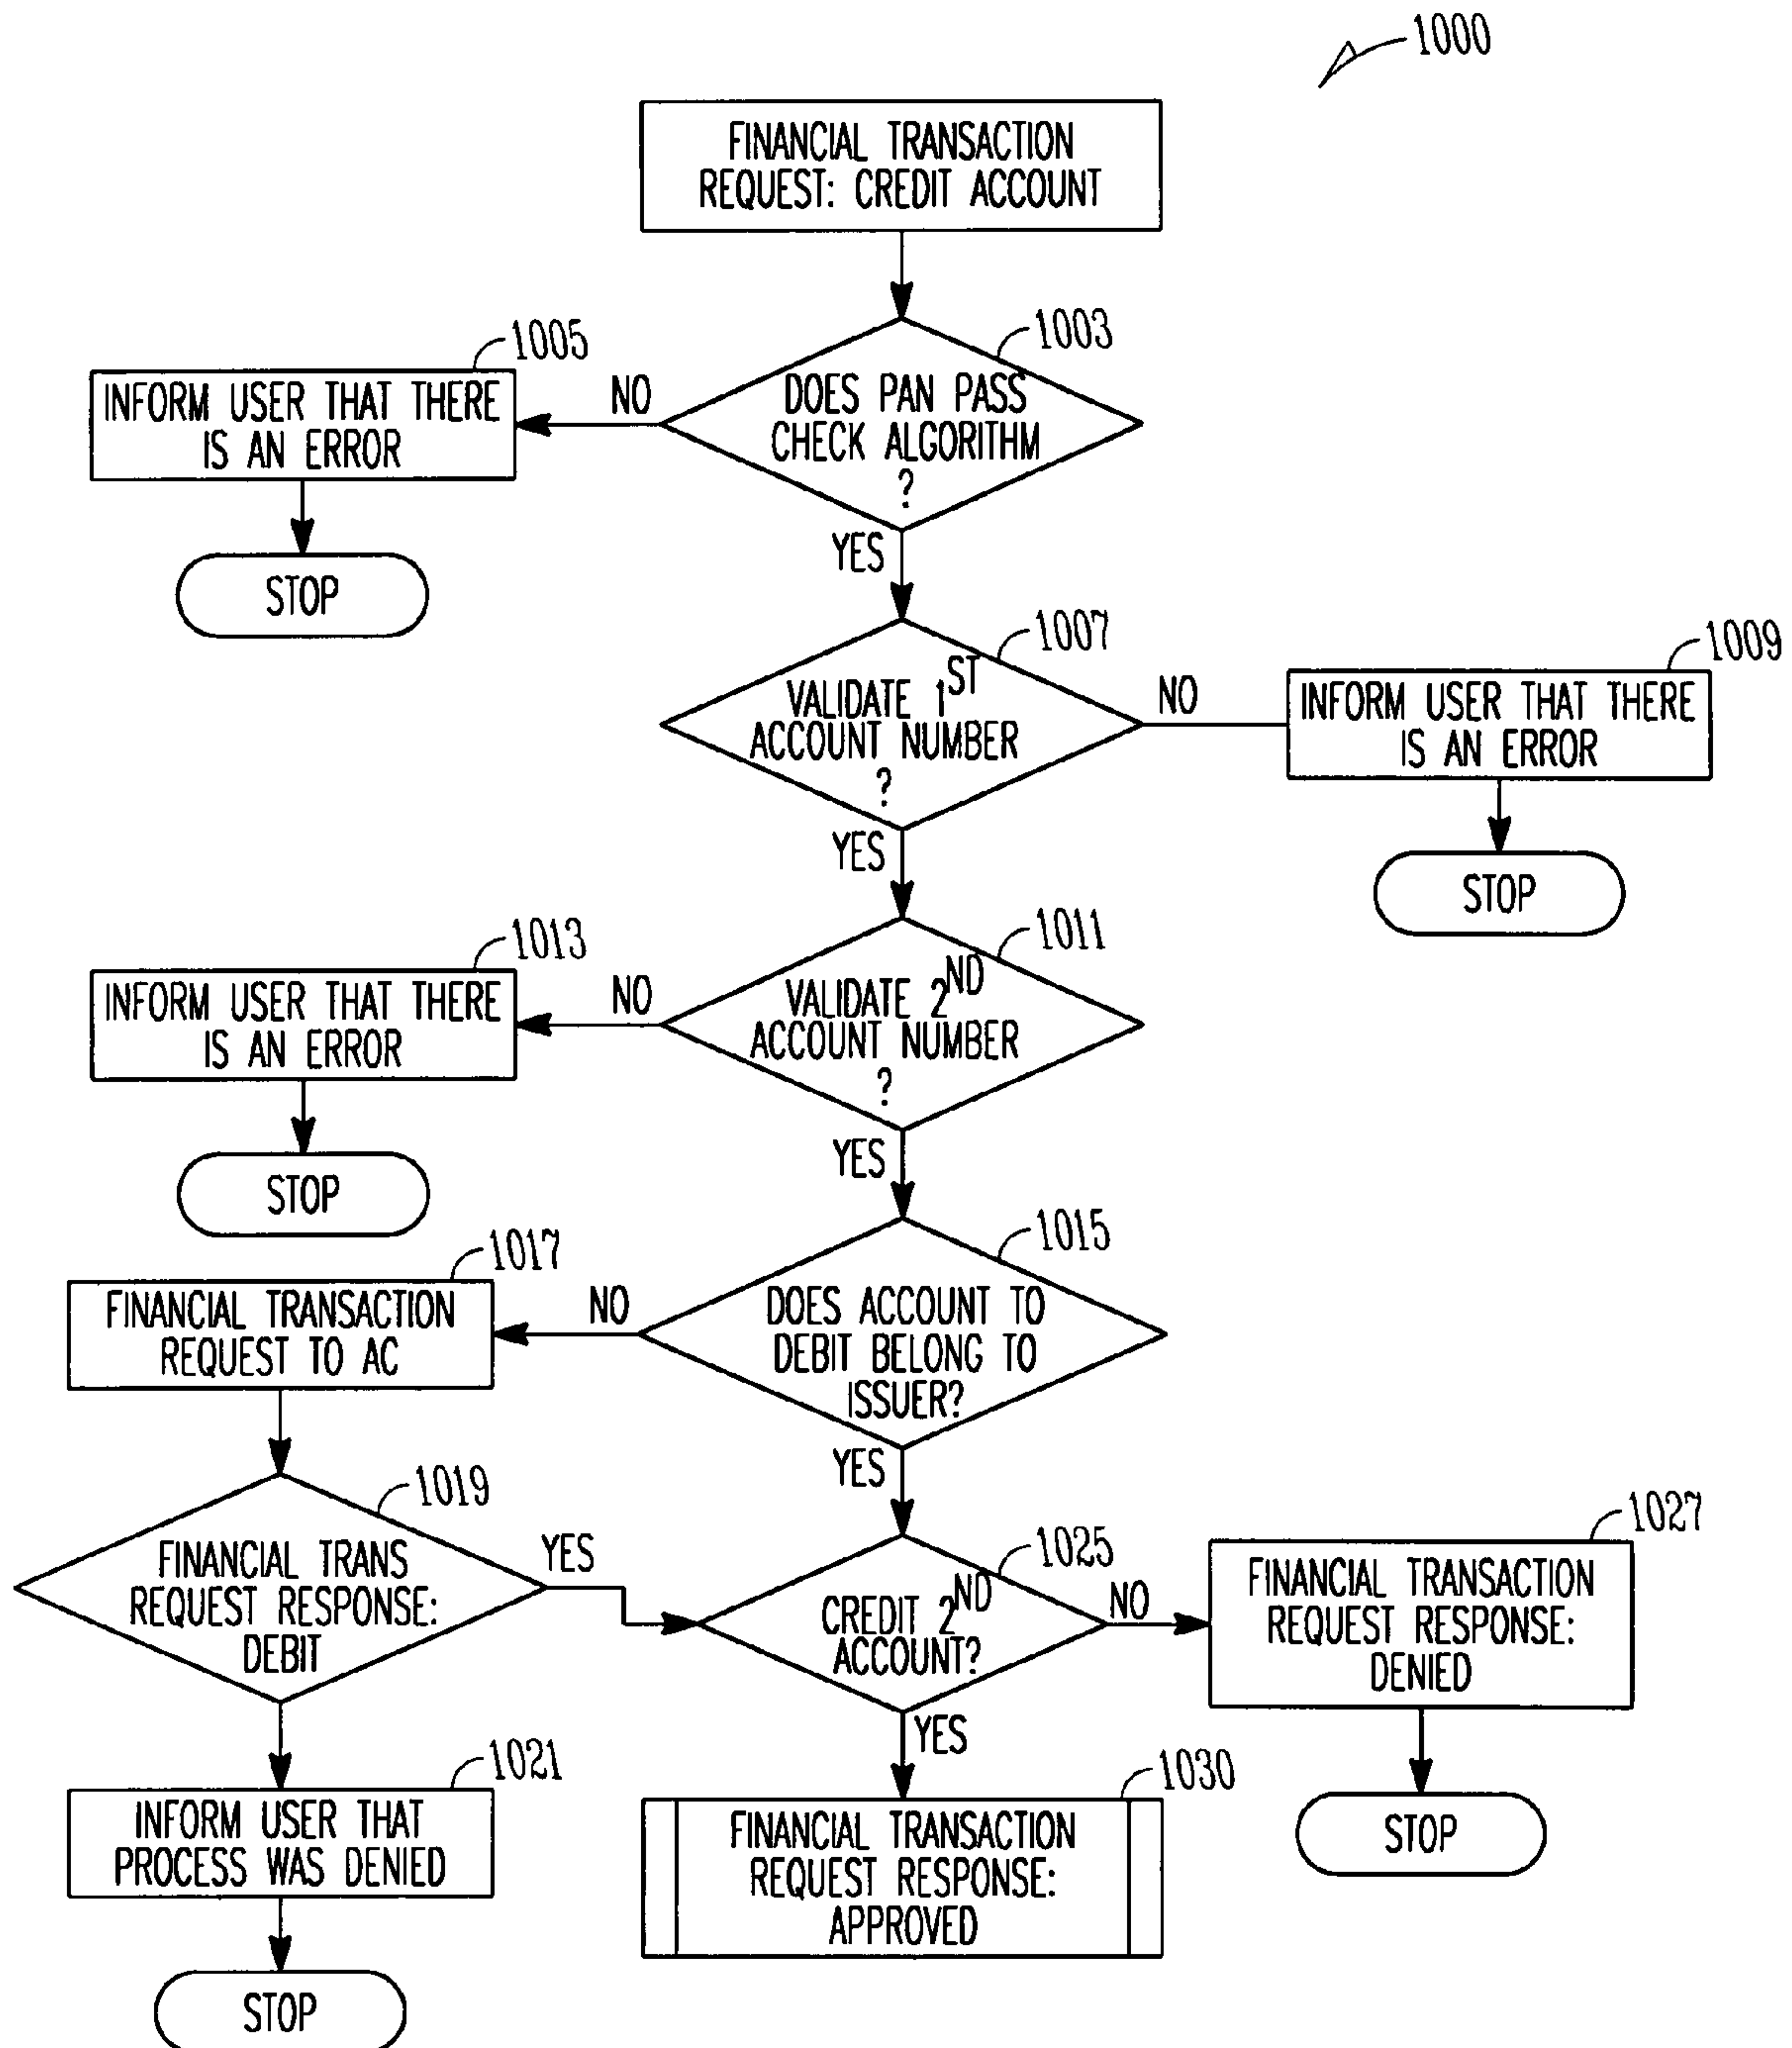 1000
FINANCIAL TRANSACTION
REQUEST: CREDIT ACCOUNT
1003
DOES PAN PASS
CHECK ALGORITHM
?
NO
1005
INFORM USER THAT THERE
IS AN ERROR
STOP
YES
1007
VALIDATE 1ST
ACCOUNT NUMBER
?
NO
1009
INFORM USER THAT THERE
IS AN ERROR
STOP
YES
1011
VALIDATE 2ND
ACCOUNT NUMBER
?
NO
1013
INFORM USER THAT THERE
IS AN ERROR
STOP
YES
1015
DOES ACCOUNT TO
DEBIT BELONG TO
ISSUER?
NO
1017
FINANCIAL TRANSACTION
REQUEST TO AC
1019
FINANCIAL TRANS
REQUEST RESPONSE:
DEBIT
YES
1021
INFORM USER THAT
PROCESS WAS DENIED
STOP
YES
1025
CREDIT 2ND
ACCOUNT?
NO
1027
FINANCIAL TRANSACTION
REQUEST RESPONSE:
DENIED
STOP
YES
1030
FINANCIAL TRANSACTION
REQUEST RESPONSE:
APPROVED